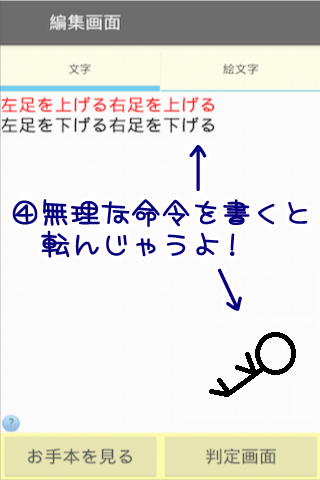 編集画面
文字
絵文字
左足を上げる右足を上げる
左足を下げる右足を下げる
④無理な命令を書くと
転んじゃうよ!
?
お手本を見る
判定画面